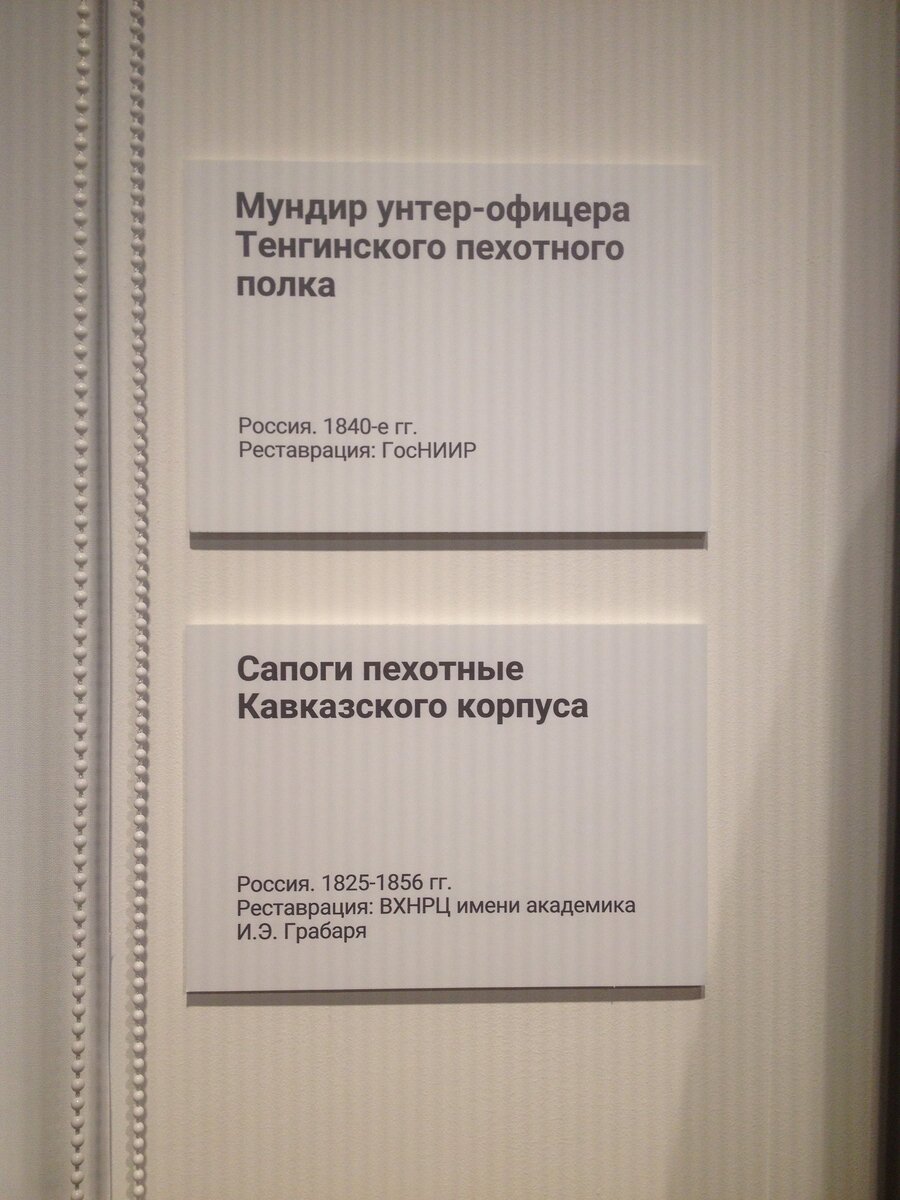 Мундир унтер-офицера
Тенгинского пехотного
полка
Россия. 1840-е гг.
Реставрация: ГосНИИР
Сапоги пехотные
Кавказского корпуса
Россия. 1825-1856 гг.
Реставрация: ВХНРЦ имени академика
И.Э. Грабаря